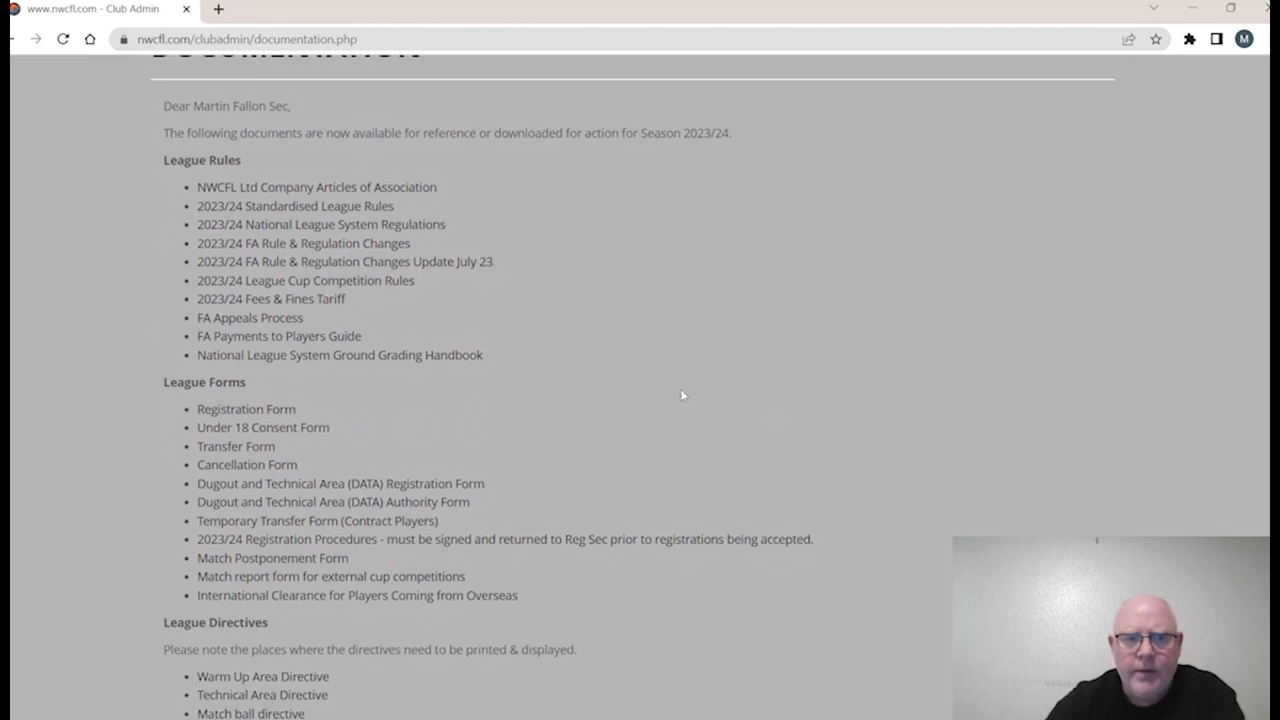 www.nwcfl.com - Club Admin
nwcfl.com/clubadmin/documentation.php
M
DOCUMENTATION
Dear Martin Fallon Sec,
The following documents are now available for reference or downloaded for action for Season 2023/24.
League Rules
NWCFL Ltd Company Articles of Association
2023/24 Standardised League Rules
2023/24 National League System Regulations
2023/24 FA Rule & Regulation Changes
2023/24 FA Rule & Regulation Changes Update July 23
2023/24 League Cup Competition Rules
2023/24 Fees & Fines Tariff
FA Appeals Process
FA Payments to Players Guide
National League System Ground Grading Handbook
League Forms
Registration Form
Under 18 Consent Form
Transfer Form
Cancellation Form
Dugout and Technical Area (DATA) Registration Form
Dugout and Technical Area (DATA) Authority Form
Temporary Transfer Form (Contract Players)
2023/24 Registration Procedures - must be signed and returned to Reg Sec prior to registrations being accepted.
Match Postponement Form
Match report form for external cup competitions
International Clearance for Players Coming from Overseas
League Directives
Please note the places where the directives need to be printed & displayed.
Warm Up Area Directive
Technical Area Directive
Match ball directive